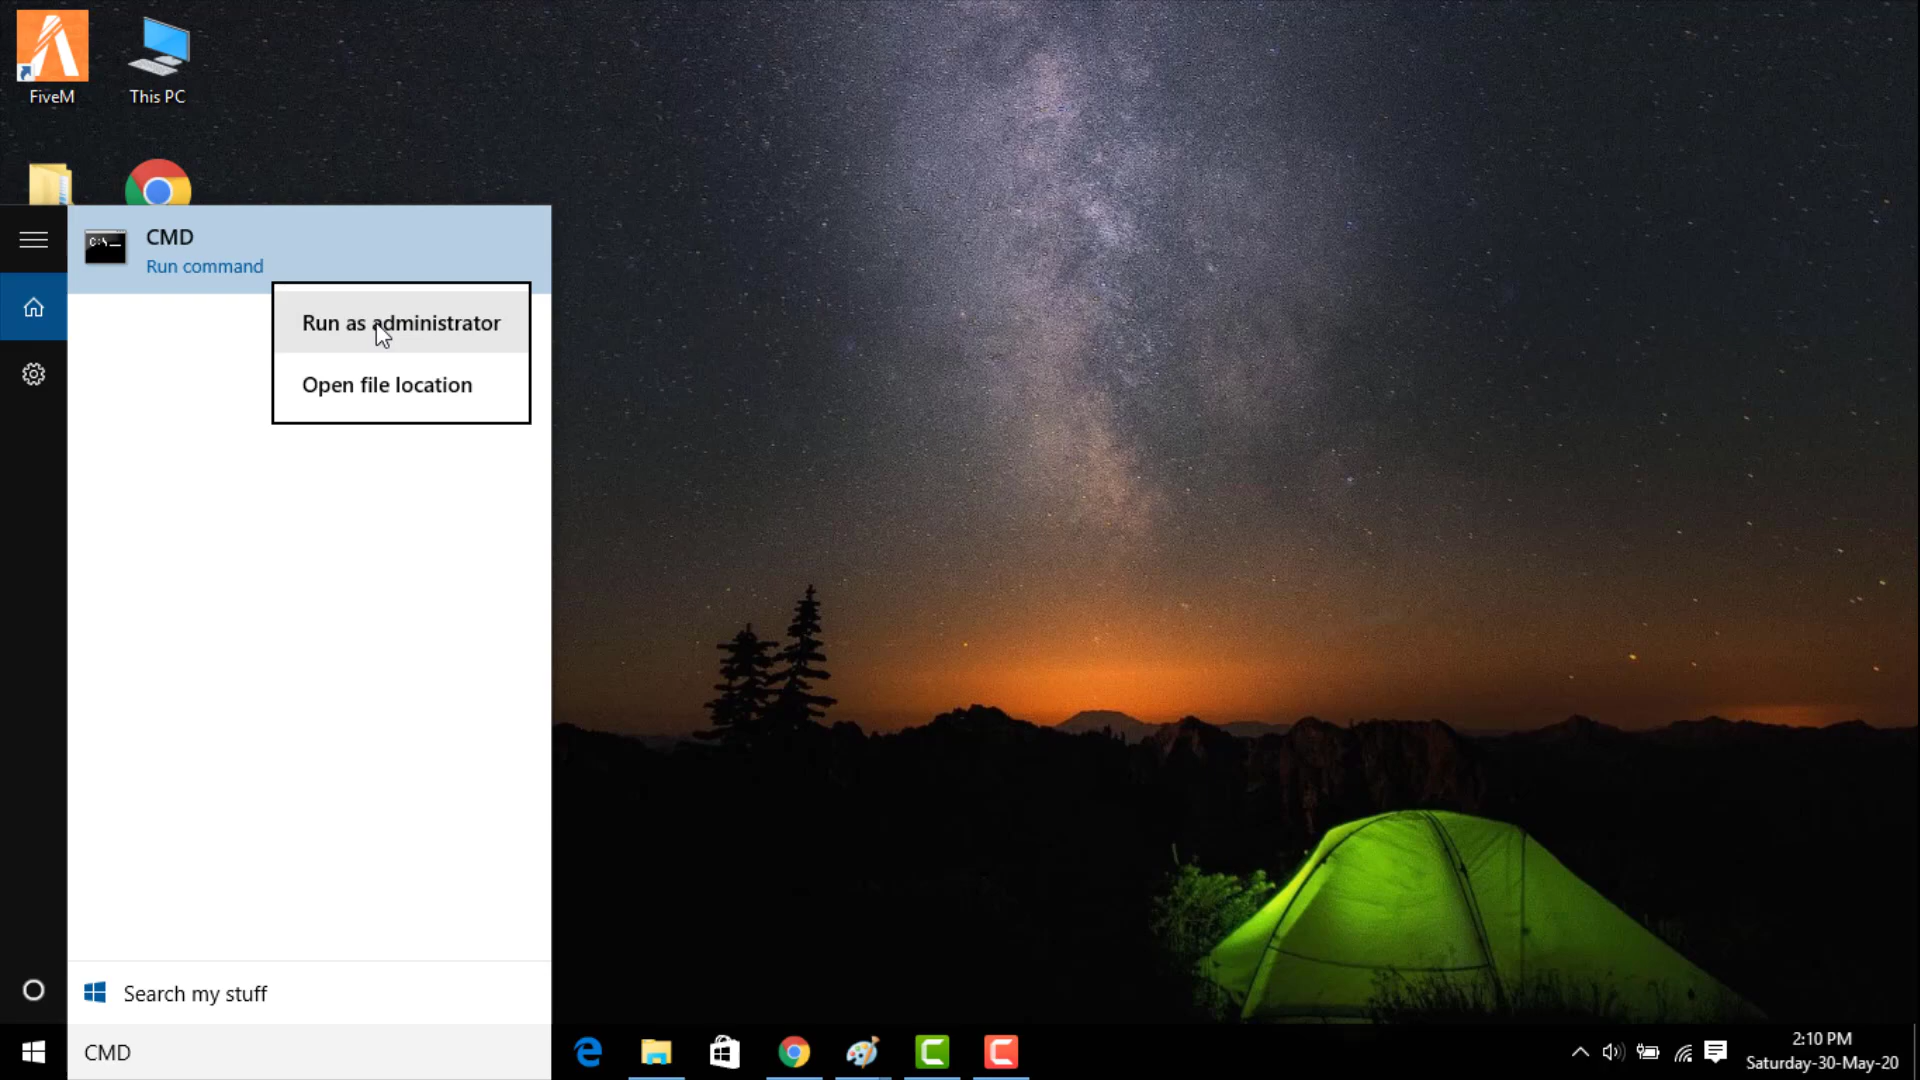 FiveM
This PC
CMD
Run command
Run as administrator
Open file location
Search my stuff
CMD
2:10 PM
Saturday-30-May-20